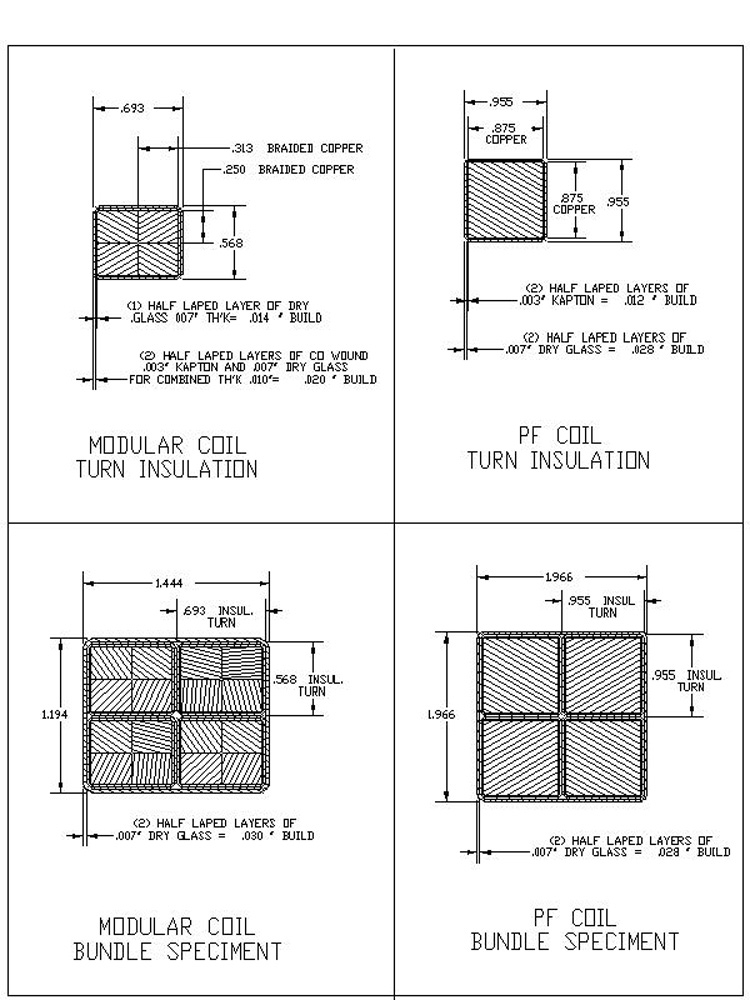 .693
.313 BRAIDED COPPER
.250 BRAIDED COPPER
.568
(1) HALF LAPED LAYER OF DRY
.GLASS 007" TH'K= .014 " BUILD
(2) HALF LAPED LAYERS OF CO WOUND
.003" KAPTON AND .007" DRY GLASS
FOR COMBINED TH'K .010"= .020 " BUILD
MODULAR COIL
TURN INSULATION
.955
.875
COPPER
.875
COPPER
.955
(2) HALF LAPED LAYERS OF
.003" KAPTON = .012 " BUILD
(2) HALF LAPED LAYERS OF
.007" DRY GLASS = .028 " BUILD
PF COIL
TURN INSULATION
1.444
.693 INSUL.
TURN
.568 INSUL.
TURN
1.194
(2) HALF LAPED LAYERS OF
.007" DRY GLASS = .030 " BUILD
MODULAR COIL
BUNDLE SPECIMENT
1.966
.955 INSUL
TURN
.955 INSUL
TURN
1.966
(2) HALF LAPED LAYERS OF
.007" DRY GLASS = .028 " BUILD
PF COIL
BUNDLE SPECIMENT